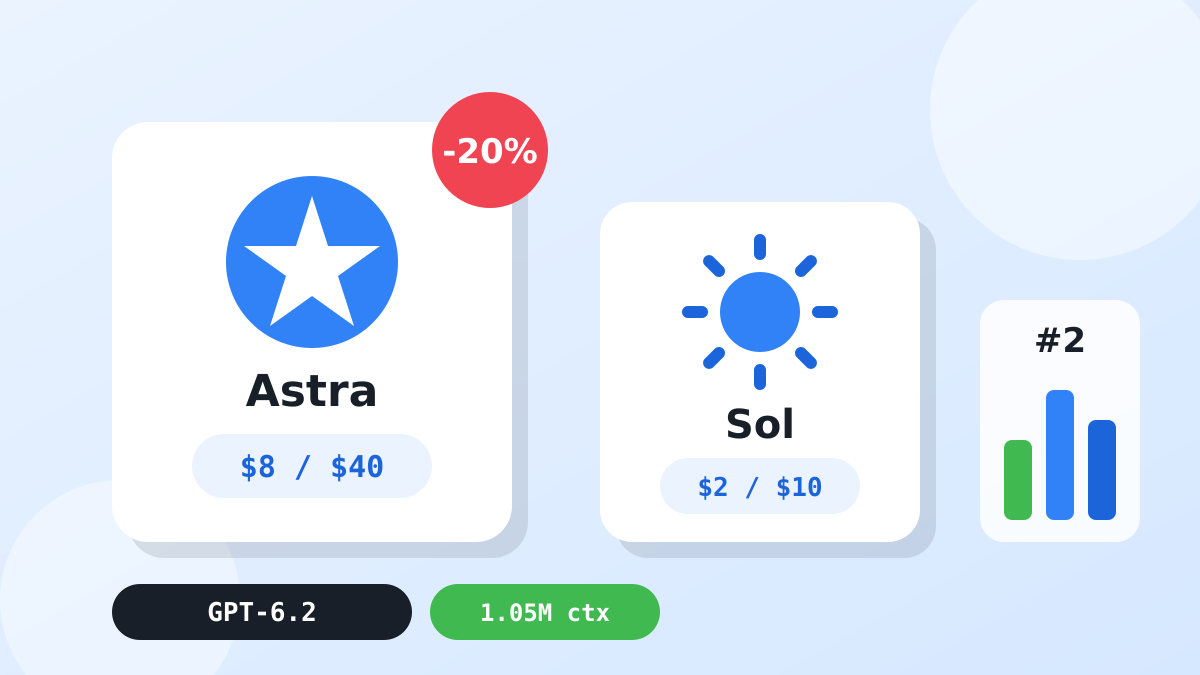 -20%
Astra
$8 / $40
Sol
$2 / $10
#2
GPT-6.2
1.05M ctx